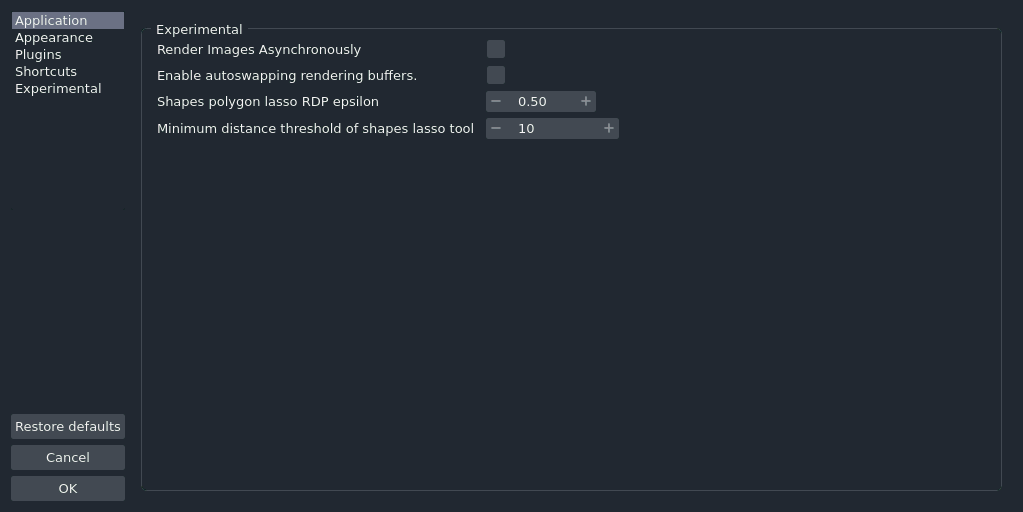 Application
Appearance
Plugins
Shortcuts
Experimental
Experimental
Render Images Asynchronously
Enable autoswapping rendering buffers.
Shapes polygon lasso RDP epsilon − 0.50 +
Minimum distance threshold of shapes lasso tool − 10 +
Restore defaults
Cancel
OK